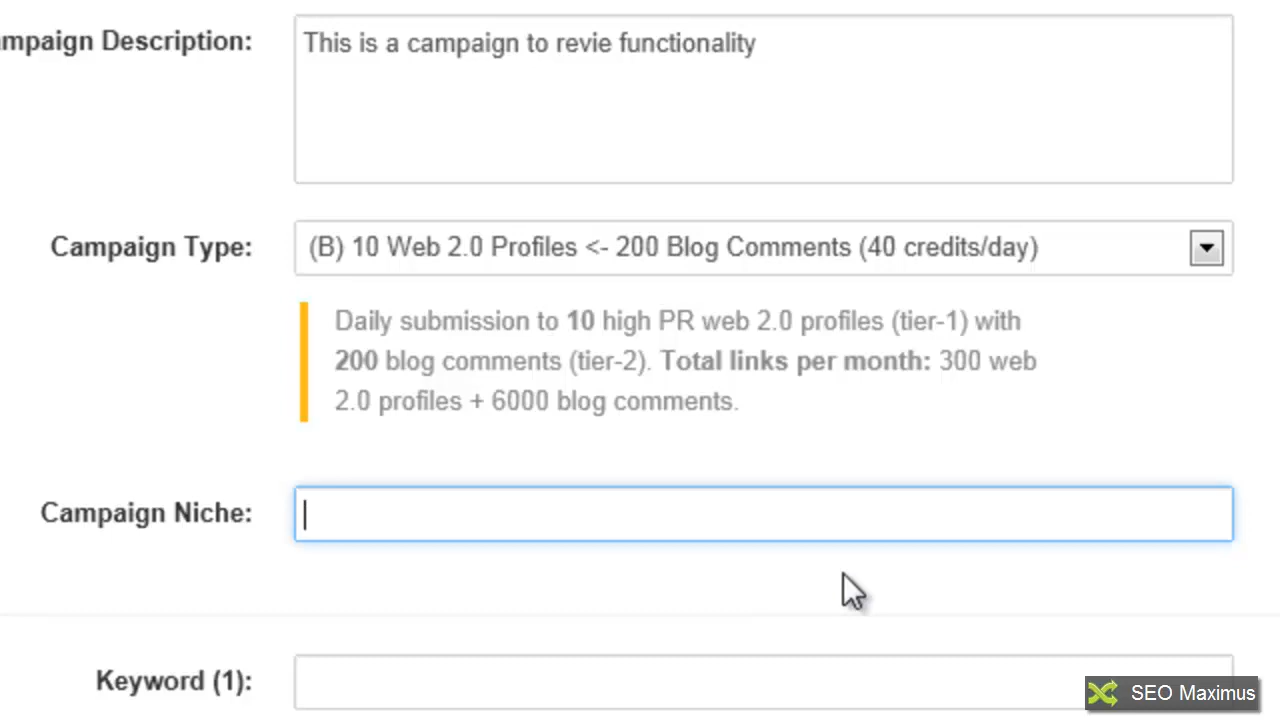 mpaign Description:
This is a campaign to revie functionality
Campaign Type:
(B) 10 Web 2.0 Profiles <- 200 Blog Comments (40 credits/day)
Daily submission to 10 high PR web 2.0 profiles (tier-1) with
200 blog comments (tier-2). Total links per month: 300 web
2.0 profiles + 6000 blog comments.
Campaign Niche:
Keyword (1):
SEO Maximus